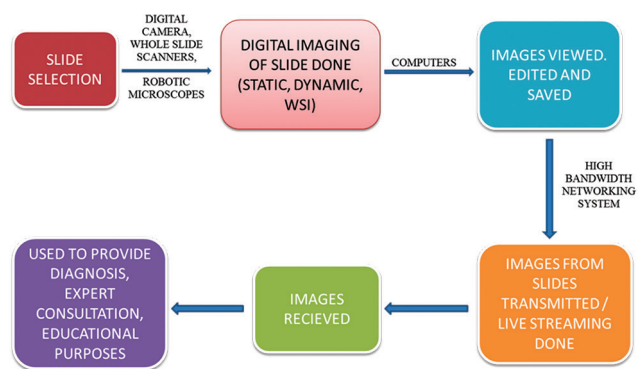 SLIDE
SELECTION
DIGITAL
CAMERA,
WHOLE SLIDE
SCANNERS,
ROBOTIC
MICROSCOPES
DIGITAL IMAGING
OF SLIDE DONE
(STATIC, DYNAMIC,
WSI)
COMPUTERS
IMAGES VIEWED.
EDITED AND
SAVED
HIGH
BANDWIDTH
NETWORKING
SYSTEM
IMAGES FROM
SLIDES
TRANSMITTED /
LIVE STREAMING
DONE
IMAGES
RECIEVED
USED TO PROVIDE
DIAGNOSIS,
EXPERT
CONSULTATION,
EDUCATIONAL
PURPOSES